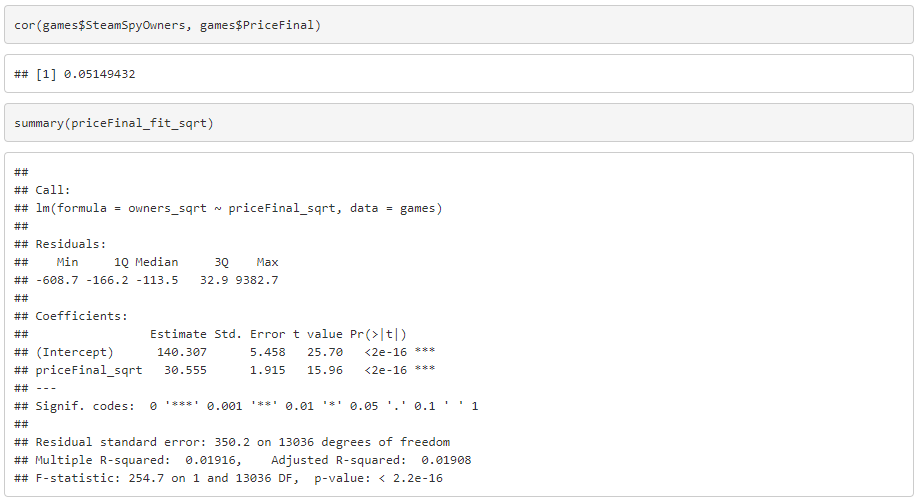 cor(games$SteamSpyOwners, games$PriceFinal)
## [1] 0.05149432
summary(priceFinal_fit_sqrt)
##
## Call:
## lm(formula = owners_sqrt ~ priceFinal_sqrt, data = games)
##
## Residuals:
##    Min     1Q Median     3Q    Max
## -608.7 -166.2 -113.5   32.9 9382.7
##
## Coefficients:
##                 Estimate Std. Error t value Pr(>|t|)
## (Intercept)      140.307      5.458   25.70   <2e-16 ***
## priceFinal_sqrt   30.555      1.915   15.96   <2e-16 ***
## ---
## Signif. codes:  0 '***' 0.001 '**' 0.01 '*' 0.05 '.' 0.1 ' ' 1
##
## Residual standard error: 350.2 on 13036 degrees of freedom
## Multiple R-squared:  0.01916,    Adjusted R-squared:  0.01908
## F-statistic: 254.7 on 1 and 13036 DF,  p-value: < 2.2e-16